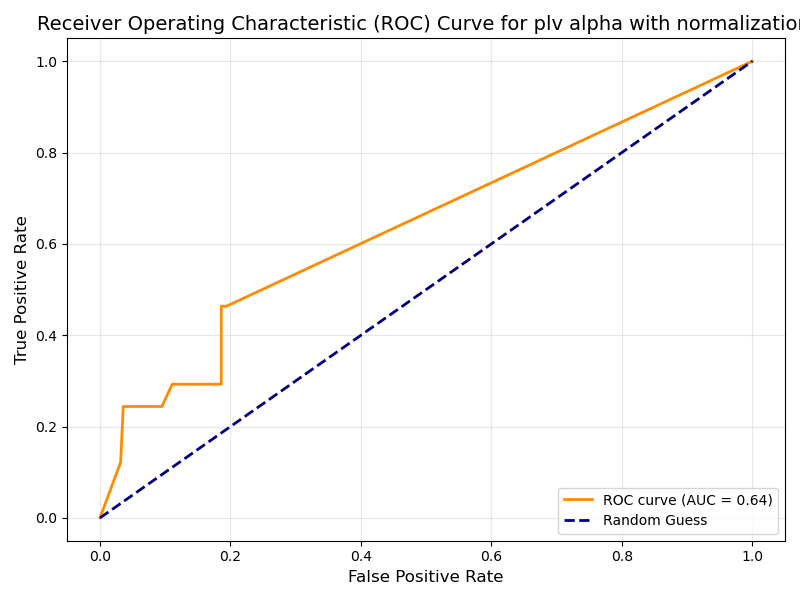 Receiver Operating Characteristic (ROC) Curve for plv alpha with normalization
1.0
0.8
0.6
0.4
0.2
0.0
True Positive Rate
0.0 0.2 0.4 0.6 0.8 1.0
False Positive Rate
ROC curve (AUC = 0.64)
Random Guess